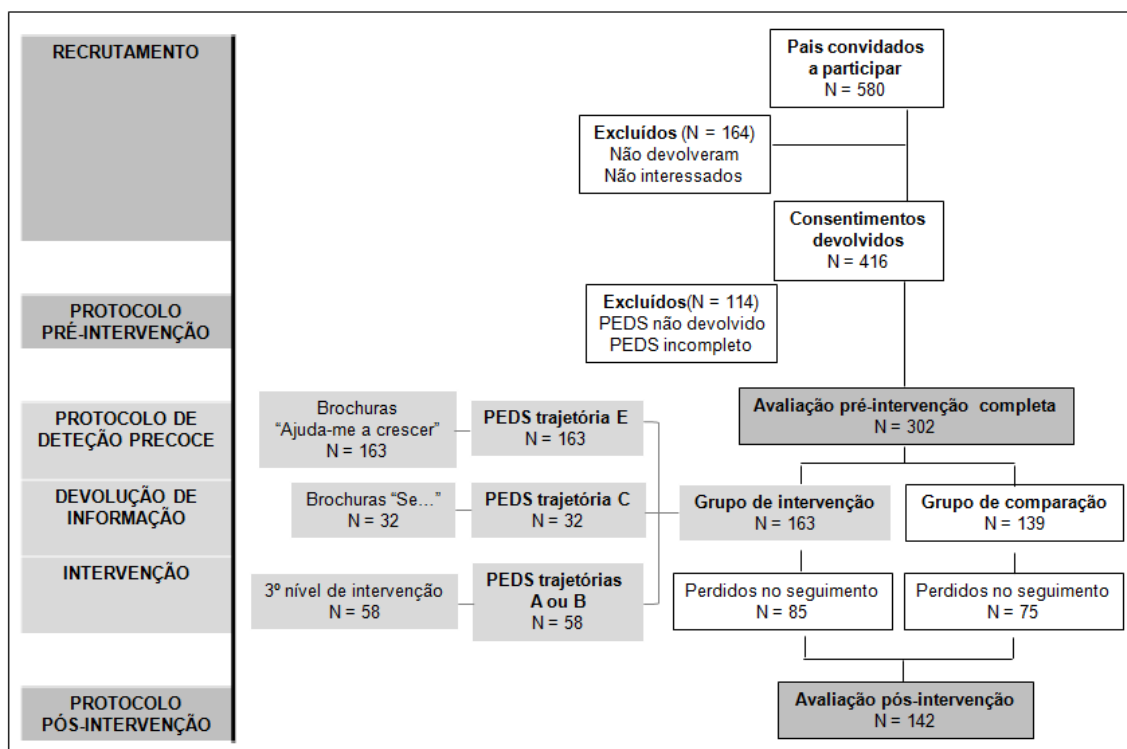 RECRUTAMENTO
Pais convidados
a participar
N = 580
Excluídos (N = 164)
Não devolveram
Não interessados
Consentimentos
devolvidos
N = 416
PROTOCOLO
PRÉ-INTERVENÇÃO
Excluídos(N = 114)
PEDS não devolvido
PEDS incompleto
PROTOCOLO DE
DETEÇÃO PRECOCE
Brochuras
“Ajuda-me a crescer”
N = 163
PEDS trajetória E
N = 163
Avaliação pré-intervenção completa
N = 302
DEVOLUÇÃO DE
INFORMAÇÃO
Brochuras “Se...”
N = 32
PEDS trajetória C
N = 32
Grupo de intervenção
N = 163
Grupo de comparação
N = 139
INTERVENÇÃO
3º nível de intervenção
N = 58
PEDS trajetórias
A ou B
N = 58
Perdidos no seguimento
N = 85
Perdidos no seguimento
N = 75
PROTOCOLO
PÓS-INTERVENÇÃO
Avaliação pós-intervenção
N = 142